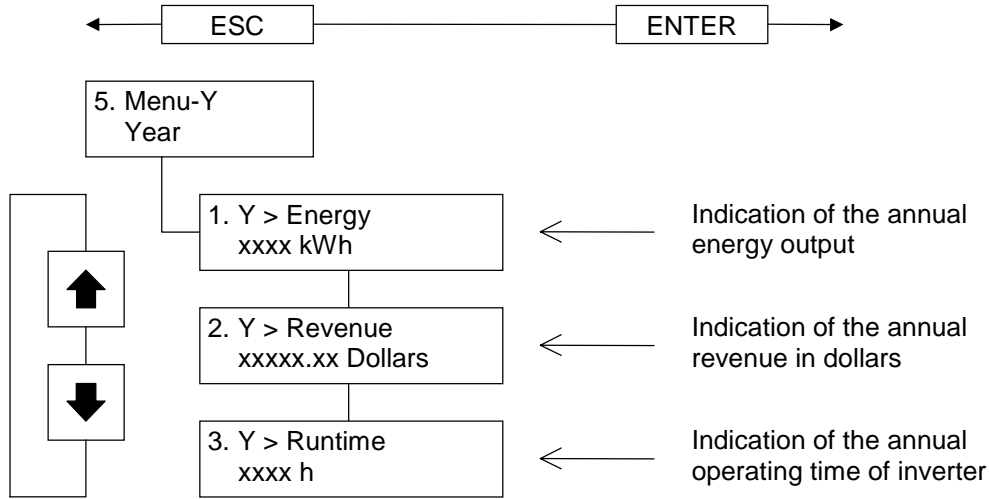 ESC
ENTER
5. Menu-Y
Year
1. Y > Energy
xxxx kWh
Indication of the annual
energy output
2. Y > Revenue
xxxxx.xx Dollars
Indication of the annual
revenue in dollars
3. Y > Runtime
xxxx h
Indication of the annual
operating time of inverter